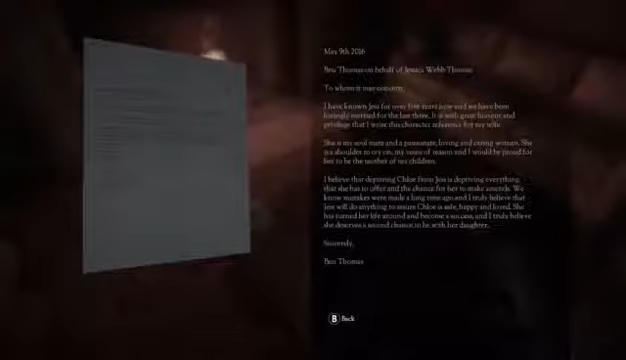 May 9th 2016
Ben Thomas on behalf of Jessica Webb-Thomas
To whom it may concern,
I have known Jess for over five years now and we have been
lovingly married for the last three. It is with great honour and
privilege that I write this character reference for my wife.
She is my soul mate and a passionate, loving and caring woman. She
is a shoulder to cry on, my voice of reason and I would be proud for
her to be the mother of my children.
I believe that depriving Chloe from Jess is depriving everything
that she has to offer and the chance for her to make amends. We
know mistakes were made a long time ago and I truly believe that
Jess will do anything to ensure Chloe is safe, happy and loved. She
has turned her life around and become a success, and I truly believe
she deserves a second chance to be with her daughter.
Sincerely,
Ben Thomas
B Back